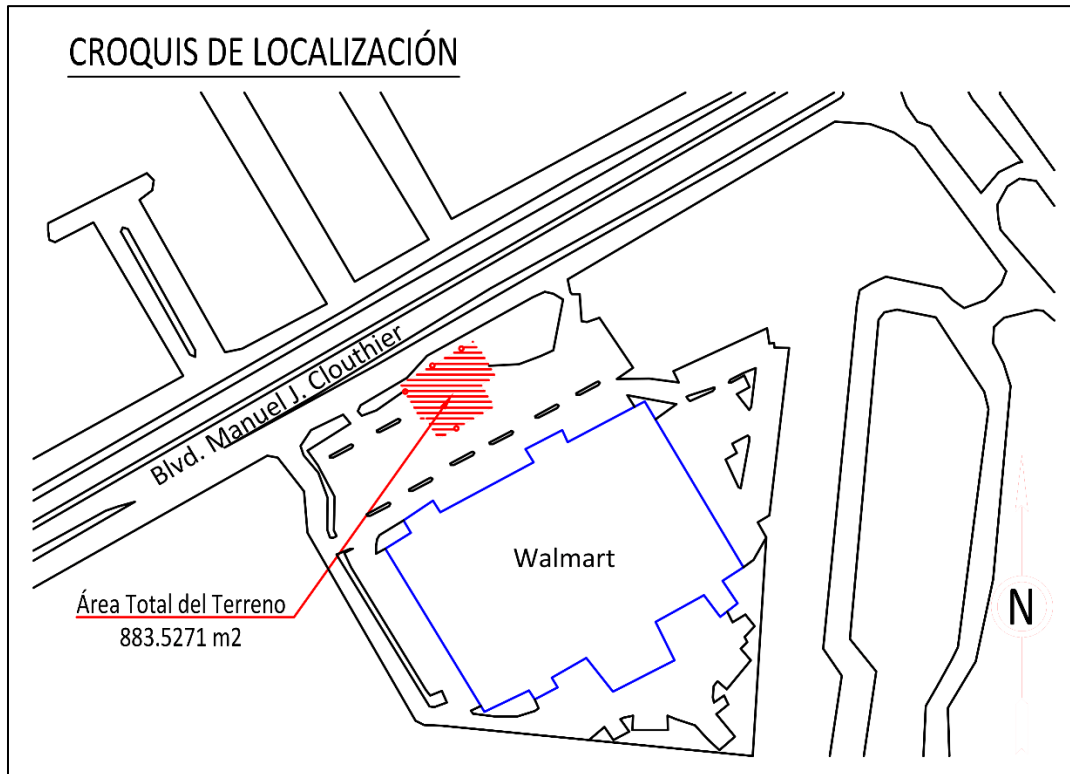 CROQUIS DE LOCALIZACIÓN
Blvd. Manuel J. Clouthier
Walmart
Área Total del Terreno
883.5271 m2
N